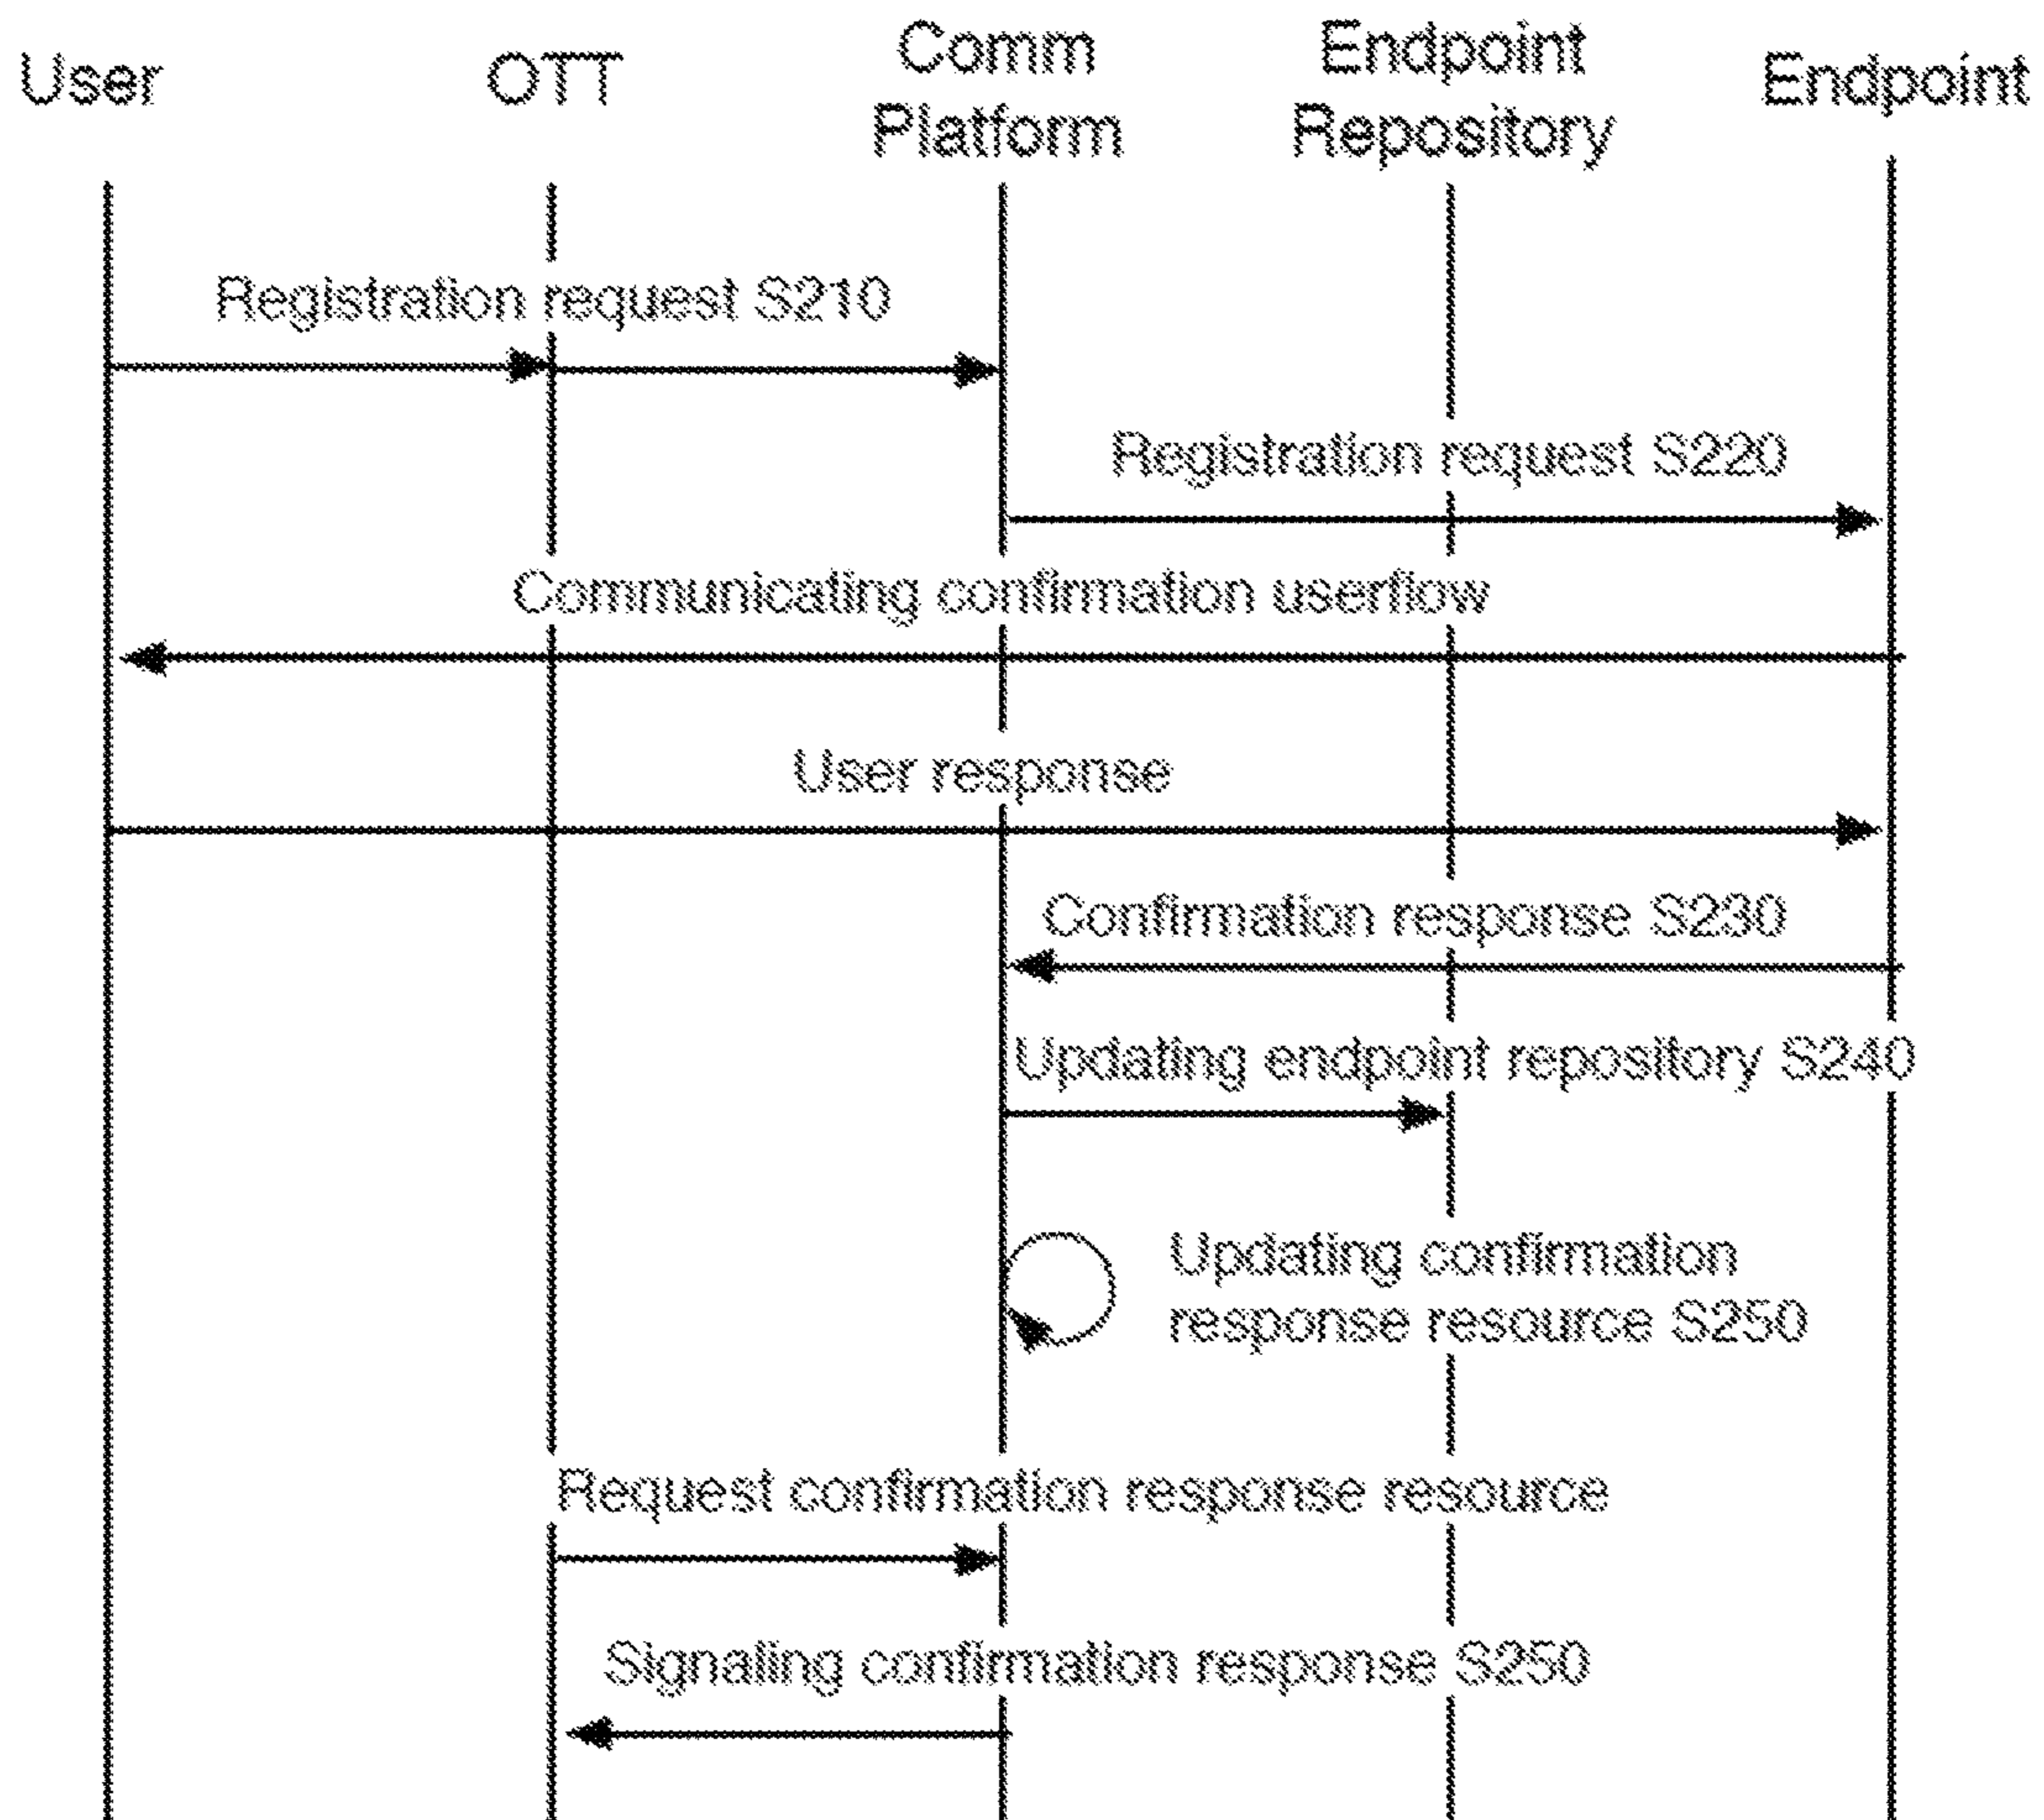 User
OTT
Comm
Platform
Endpoint
Repository
Endpoint
Registration request S210
Registration request S220
Communicating confirmation userflow
User response
Confirmation response S230
Updating endpoint repository S240
Updating confirmation
response resource S250
Request confirmation response resource
Signaling confirmation response S250